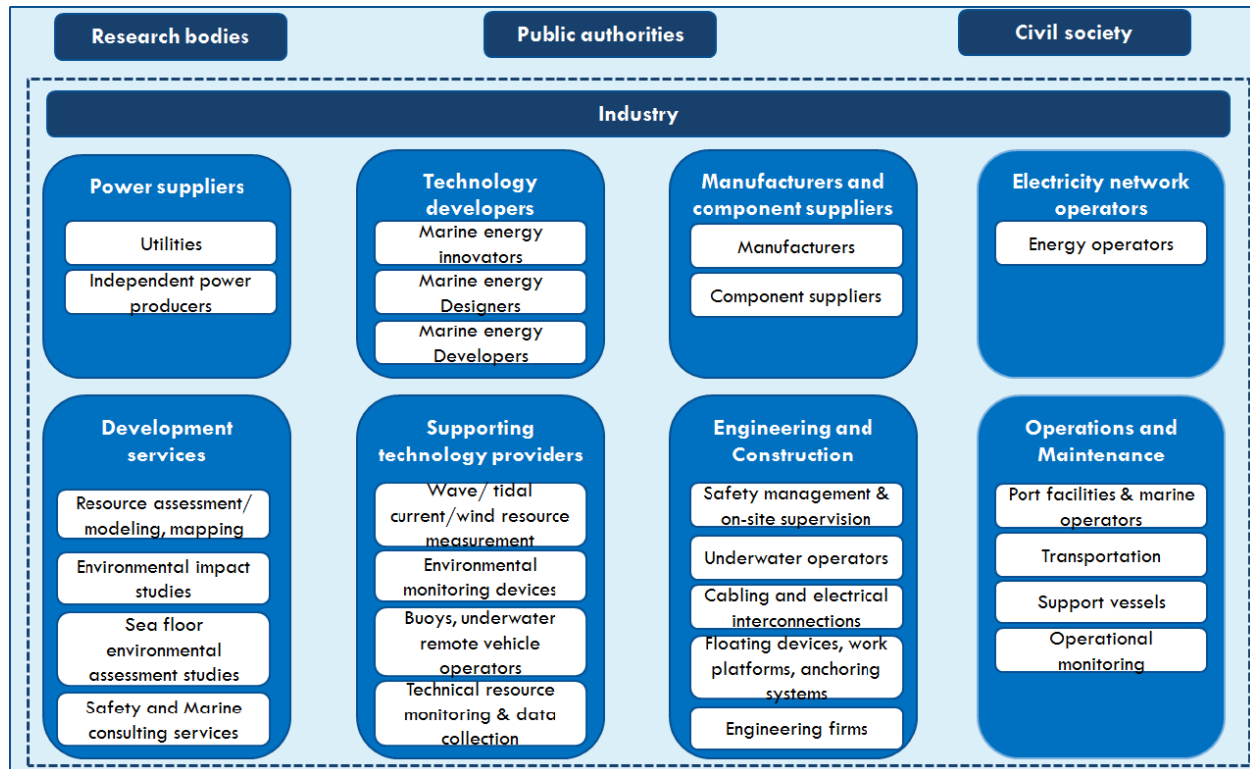 Research bodies
Public authorities
Civil society
Industry
Power suppliers
Utilities
Independent power
producers
Technology
developers
Marine energy
innovators
Marine energy
Designers
Marine energy
Developers
Manufacturers and
component suppliers
Manufacturers
Component suppliers
Electricity network
operators
Energy operators
Development
services
Resource assessment/
modeling, mapping
Environmental impact
studies
Sea floor
environmental
assessment studies
Safety and Marine
consulting services
Supporting
technology providers
Wave/ tidal
current/wind resource
measurement
Environmental
monitoring devices
Buoys, underwater
remote vehicle
operators
Technical resource
monitoring & data
collection
Engineering and
Construction
Safety management &
on-site supervision
Underwater operators
Cabling and electrical
interconnections
Floating devices, work
platforms, anchoring
systems
Engineering firms
Operations and
Maintenance
Port facilities & marine
operators
Transportation
Support vessels
Operational
monitoring